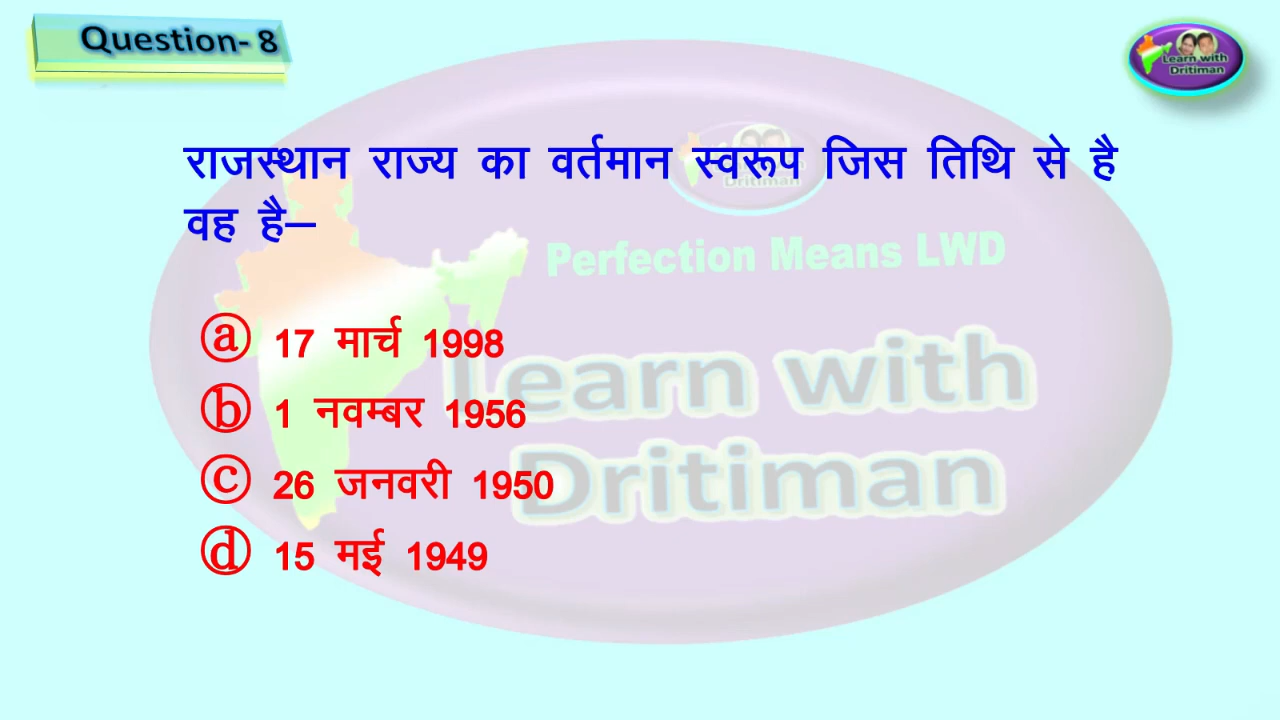 Question- 8
Learn with
Dritiman
राजस्थान राज्य का वर्तमान स्वरूप जिस तिथि से है
वह है–
Dritiman
Perfection Means LWD
ⓐ 17 मार्च 1998
ⓑ 1 नवम्बर 1956
ⓒ 26 जनवरी 1950
ⓓ 15 मई 1949
Learn with
Dritiman